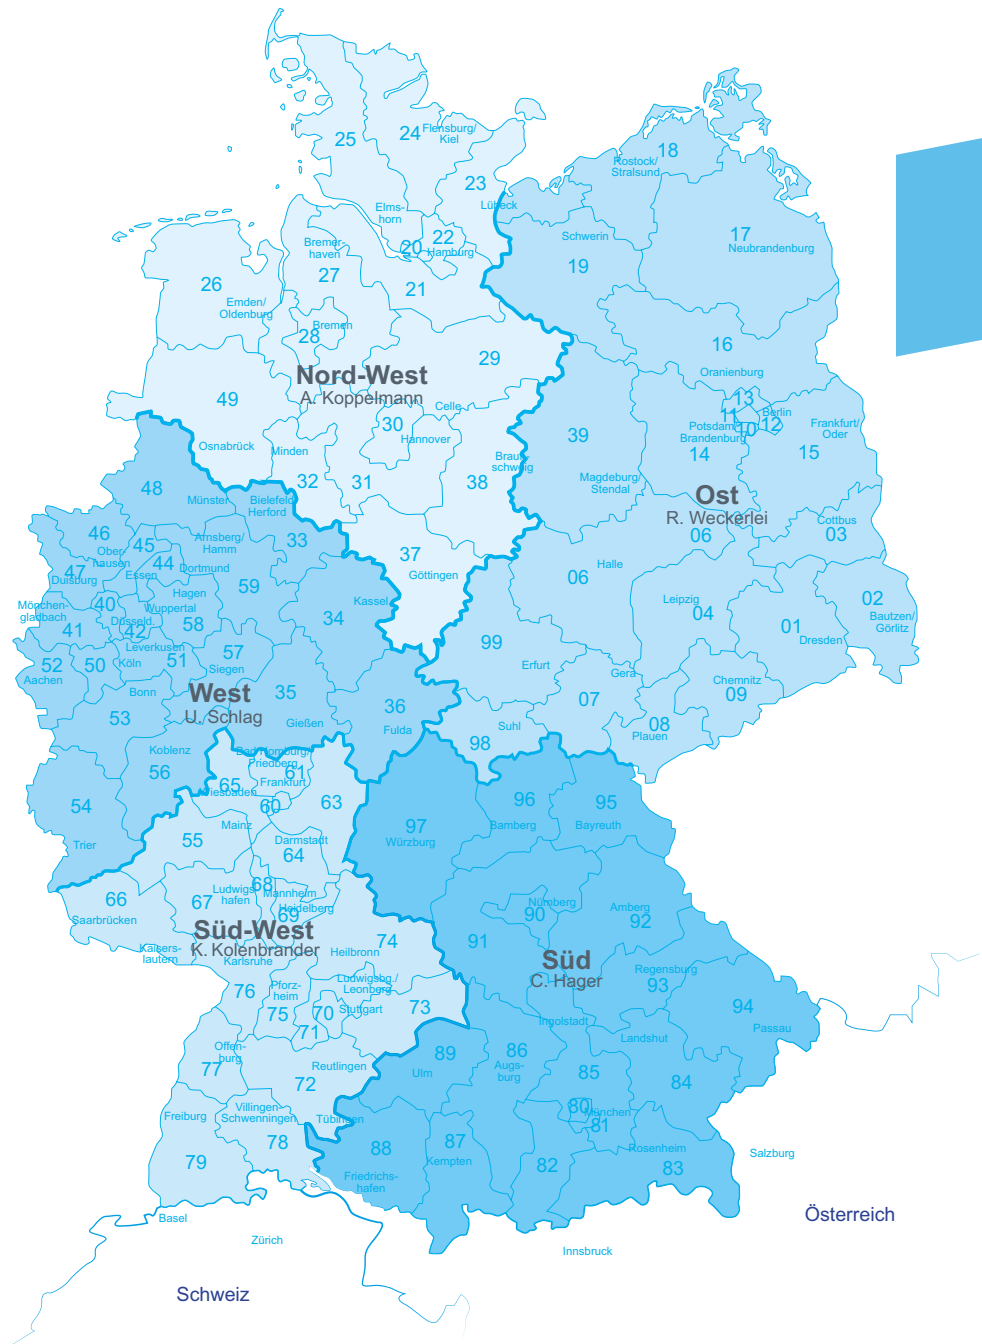 25
24
Flensburg/
Kiel
23
Lübeck
Elms-
horn
22
20
Hamburg
18
Rostock/
Stralsund
17
Neubrandenburg
Schwerin
19
Bremer-
haven
27
26
Emden/
Oldenburg
21
Bremen
28
29
16
Oranienburg
Nord-West
A. Koppelmann
49
Celle
30
Hannover
Osnabrück
Minden
32
31
38
Braun-
schweig
39
Magdeburg/
Stendal
13
11
Berlin
10
12
Potsdam/
Brandenburg
14
Frankfurt/
Oder
15
Ost
R. Weckerlei
06
Cottbus
03
48
Münster
Bielefeld
Herford
33
46
45
Ober-
hausen
Arnsberg/
Hamm
47
Duisburg
Essen
44
Dortmund
59
Hagen
37
Göttingen
Kassel
34
06
Halle
Leipzig
04
01
Dresden
02
Bautzen/
Görlitz
Mönchen-
gladbach
41
40
Düsseld.
42
Wuppertal
58
Leverkusen
52
Aachen
50
Köln
51
57
Siegen
Bonn
53
West
U. Schlag
35
Gießen
36
Fulda
99
Erfurt
Gera
07
Chemnitz
09
08
Plauen
Suhl
98
Koblenz
56
54
Trier
Bad Homburg/
Friedberg
61
65
Wiesbaden
Frankfurt
60
63
Mainz
55
Darmstadt
64
97
Würzburg
96
Bamberg
95
Bayreuth
66
Saarbrücken
67
Ludwigs-
hafen
68
Mannheim
Heidelberg
69
Süd-West
K. Kolenbrander
Kaisers-
lautern
Karlsruhe
Heilbronn
74
91
Nürnberg
90
Amberg
92
Süd
C. Hager
Regensburg
93
94
Passau
76
Pforz-
heim
75
Ludwigsbg./
Leonberg
70
Stuttgart
71
73
Ingolstadt
Landshut
Offen-
burg
77
Reutlingen
72
89
Ulm
86
Augs-
burg
85
84
Freiburg
Villingen-
Schwenningen
Tübingen
78
79
80
München
81
88
Friedrichs-
hafen
87
Kempten
82
Rosenheim
83
Salzburg
Österreich
Basel
Zürich
Innsbruck
Schweiz